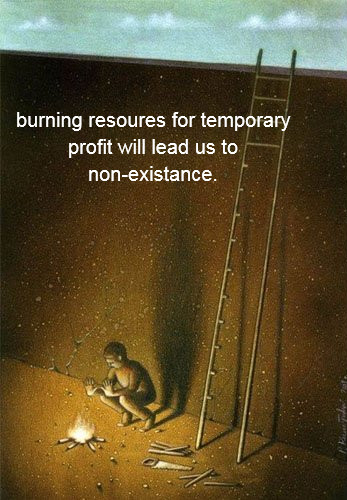 burning resoures for temporary
profit will lead us to
non-existance.